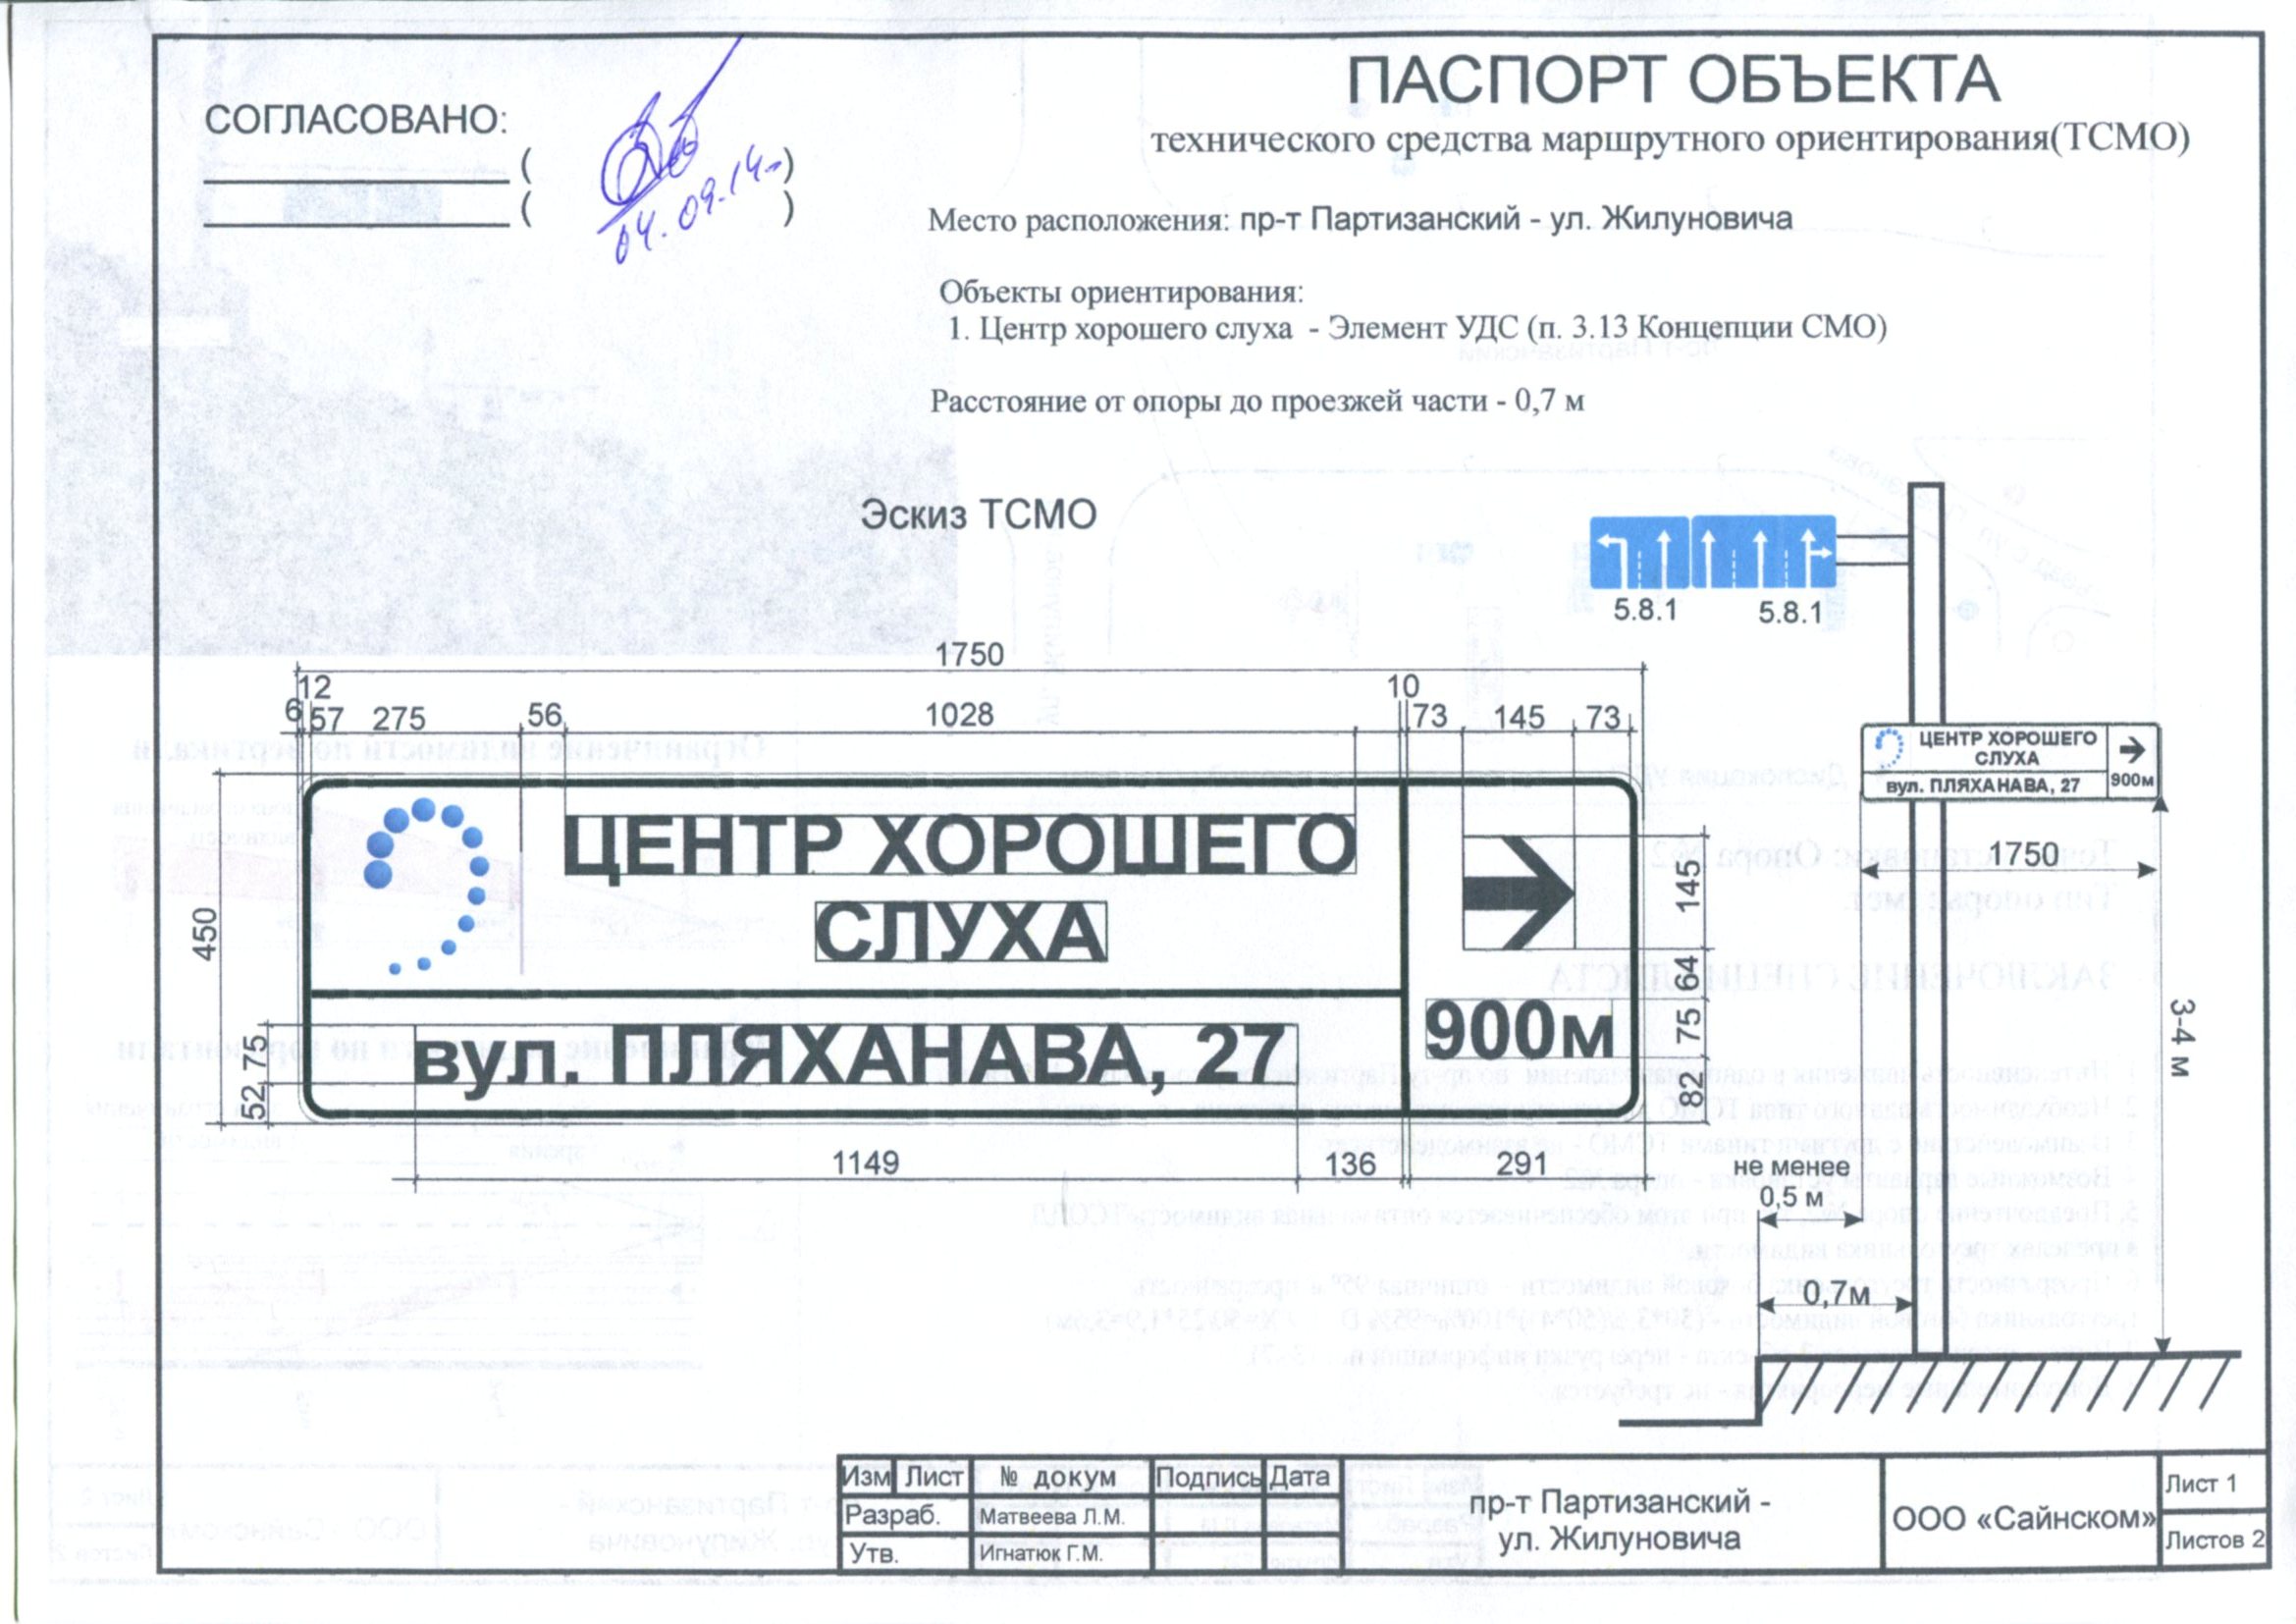 СОГЛАСОВАНО:
( )
( )
04.09.14г
ПАСПОРТ ОБЪЕКТА
технического средства маршрутного ориентирования(ТСМО)
Место расположения: пр-т Партизанский - ул. Жилуновича
Объекты ориентирования:
1. Центр хорошего слуха - Элемент УДС (п. 3.13 Концепции СМО)
Расстояние от опоры до проезжей части - 0,7 м
Эскиз ТСМО
5.8.1 5.8.1
1750
12 10
6 57 275 56 1028 73 145 73
ЦЕНТР ХОРОШЕГО
СЛУХА
вул. ПЛЯХАНАВА, 27
900м
450
75
52
145
64
75
82
1149 136 291
ЦЕНТР ХОРОШЕГО
СЛУХА
вул. ПЛЯХАНАВА, 27
900м
1750
3-4 м
не менее
0,5 м
0,7м
Изм Лист № докум Подпись Дата
Разраб. Матвеева Л.М.
Утв. Игнатюк Г.М.
пр-т Партизанский -
ул. Жилуновича
ООО «Сайнском»
Лист 1
Листов 2